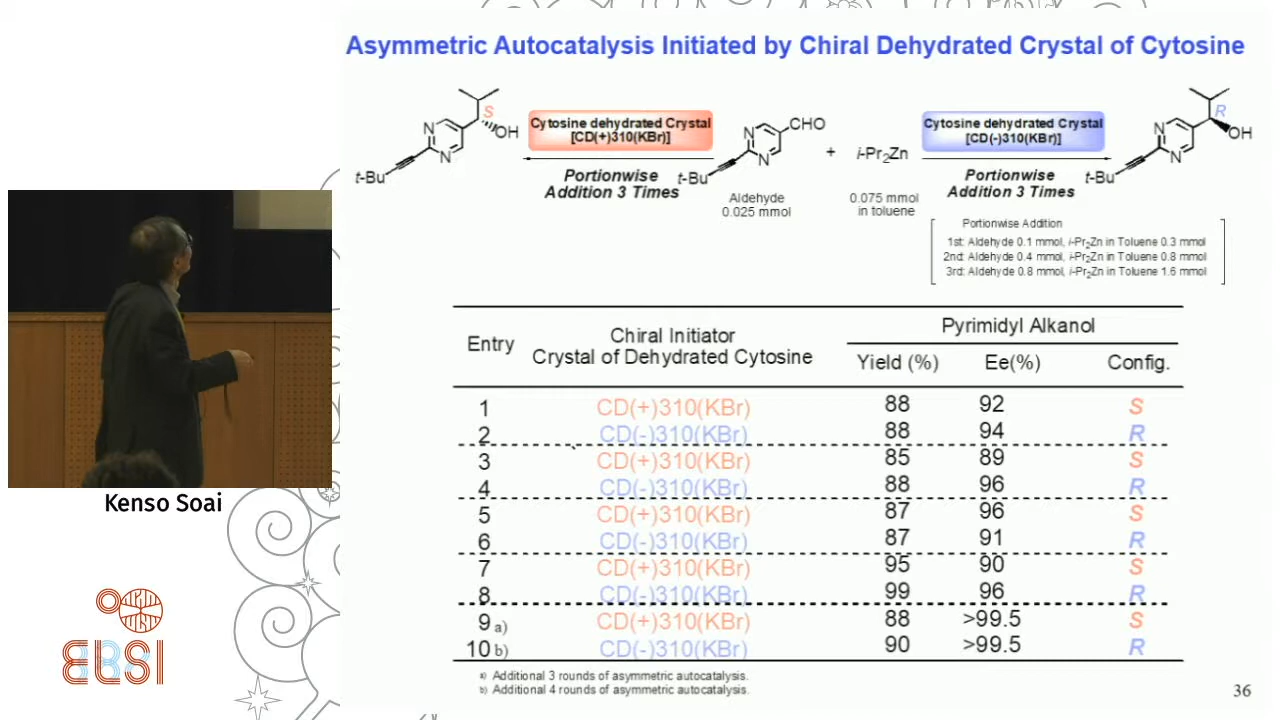 Asymmetric Autocatalysis Initiated by Chiral Dehydrated Crystal of Cytosine
S
N
N
OH
t-Bu
Cytosine dehydrated Crystal
[CD(+)310(KBr)]
Portionwise
Addition 3 Times
N
N
CHO
t-Bu
Aldehyde
0.025 mmol
+
i-Pr2Zn
0.075 mmol
in toluene
Cytosine dehydrated Crystal
[CD(-)310(KBr)]
Portionwise
Addition 3 Times
R
N
N
OH
t-Bu
Portionwise Addition
1st: Aldehyde 0.1 mmol, i-Pr2Zn in Toluene 0.3 mmol
2nd: Aldehyde 0.4 mmol, i-Pr2Zn in Toluene 0.8 mmol
3rd: Aldehyde 0.8 mmol, i-Pr2Zn in Toluene 1.6 mmol
Entry
Chiral Initiator
Crystal of Dehydrated Cytosine
Pyrimidyl Alkanol
Yield (%) Ee(%) Config.
1 CD(+)310(KBr) 88 92 S
2 CD(-)310(KBr) 88 94 R
3 CD(+)310(KBr) 85 89 S
4 CD(-)310(KBr) 88 96 R
5 CD(+)310(KBr) 87 96 S
6 CD(-)310(KBr) 87 91 R
7 CD(+)310(KBr) 95 90 S
8 CD(-)310(KBr) 99 96 R
9 a) CD(+)310(KBr) 88 >99.5 S
10 b) CD(-)310(KBr) 90 >99.5 R
a) Additional 3 rounds of asymmetric autocatalysis.
b) Additional 4 rounds of asymmetric autocatalysis.
36
Kenso Soai
ELSI